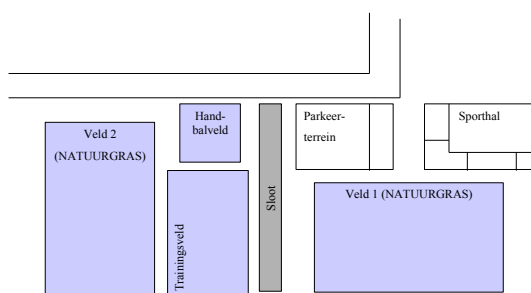 Veld 2
(NATUURGRAS)
Hand-
balveld
Trainingsveld
Sloot
Parkeer-
terrein
Sporthal
Veld 1 (NATUURGRAS)